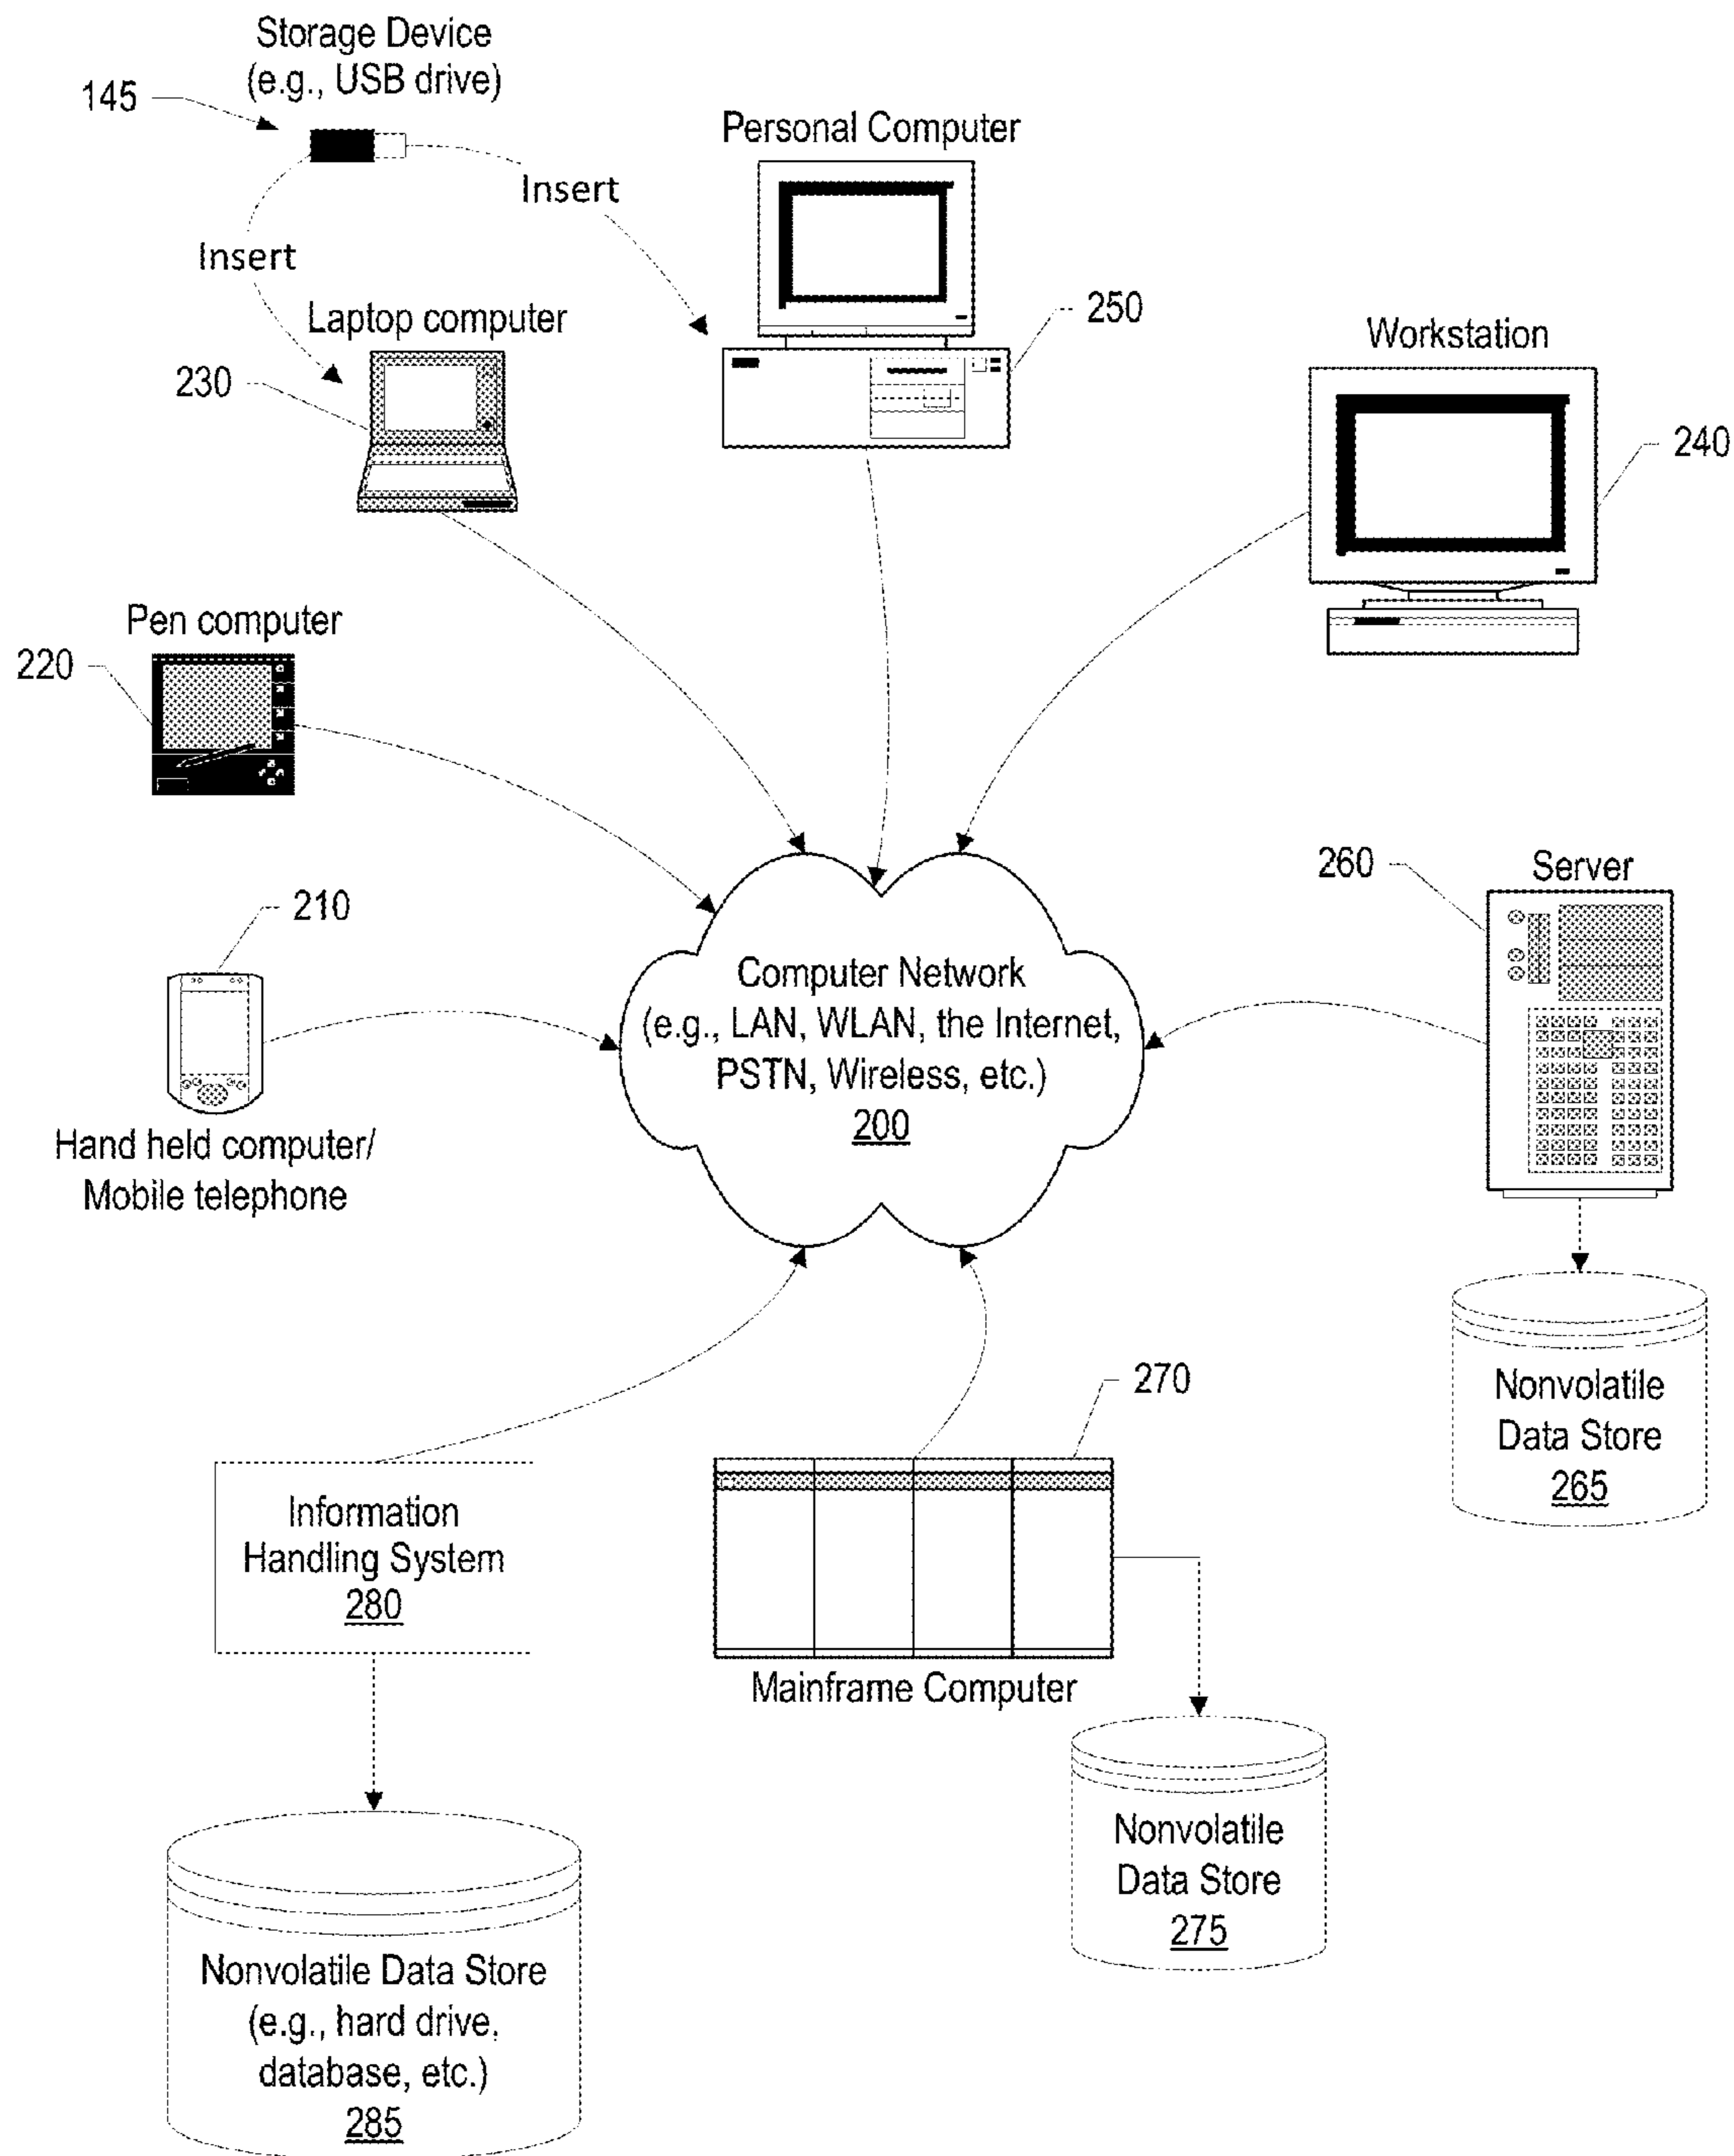 Storage Device
(e.g., USB drive)
145
Insert
Insert
Personal Computer
250
Laptop computer
230
Workstation
240
Pen computer
220
210
Hand held computer/
Mobile telephone
Computer Network
(e.g., LAN, WLAN, the Internet,
PSTN, Wireless, etc.)
200
260
Server
Nonvolatile
Data Store
265
270
Mainframe Computer
Nonvolatile
Data Store
275
Information
Handling System
280
Nonvolatile Data Store
(e.g., hard drive,
database, etc.)
285